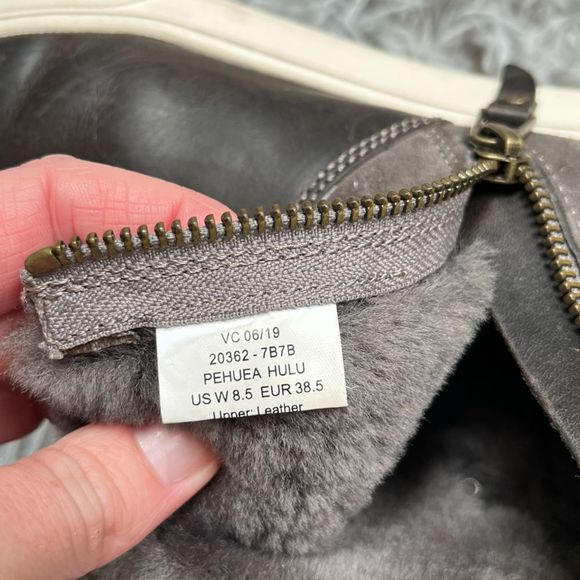 VC 06/19
20362 - 7B7B
PEHUEA HULU
US W 8.5 EUR 38.5
Upper: Leather